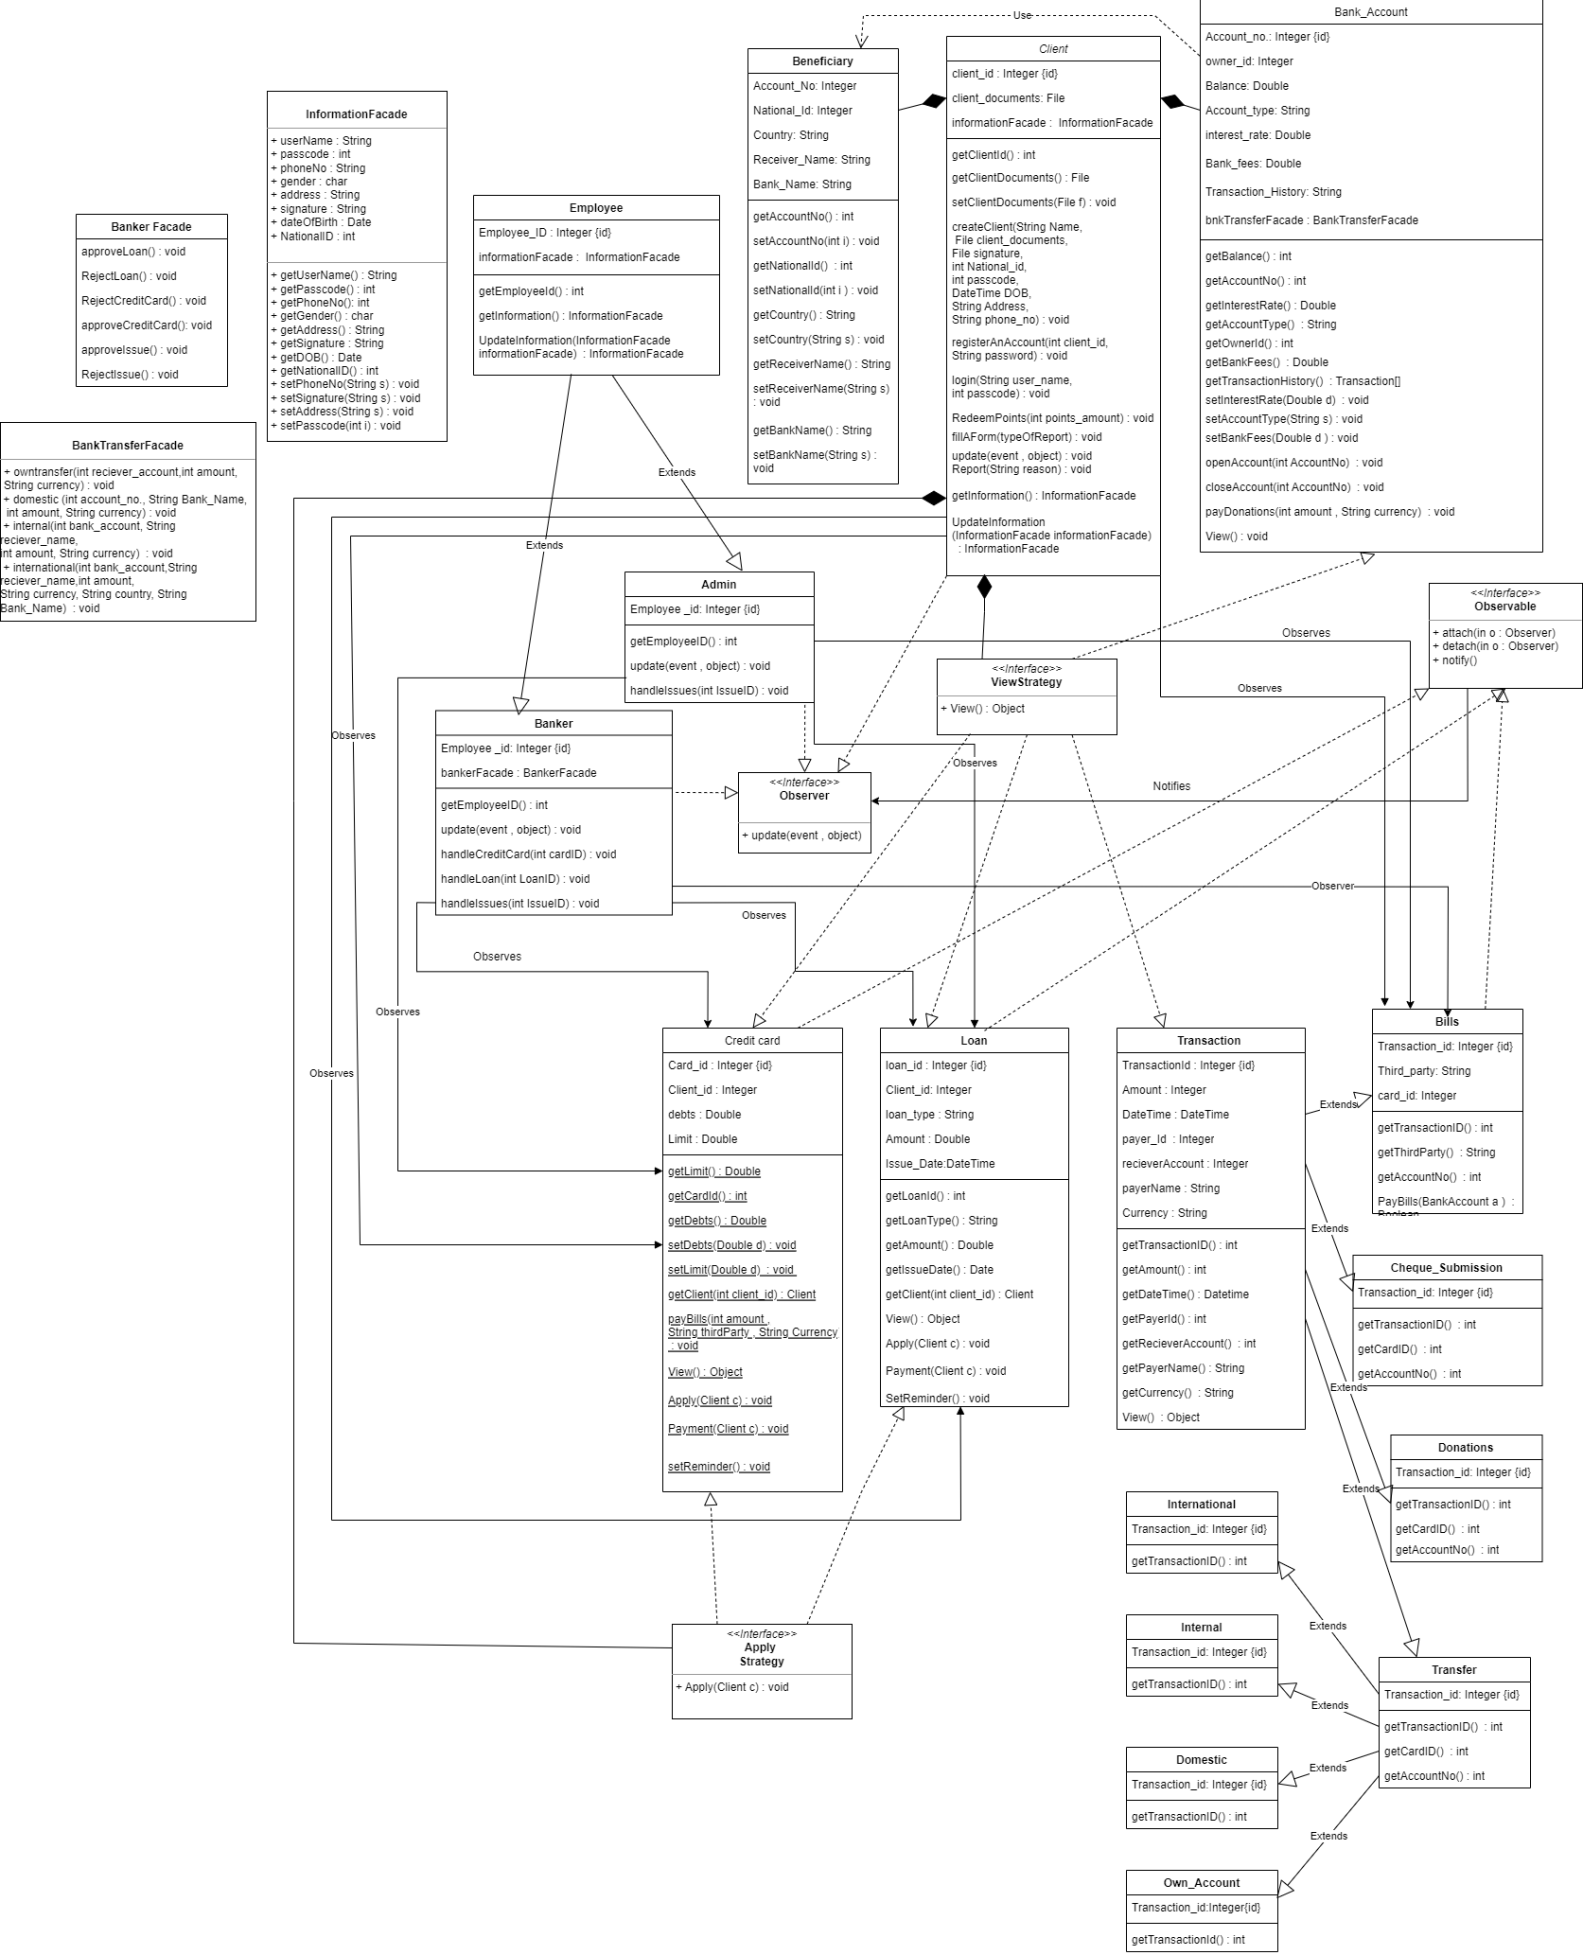 Bank_Account
Account_no.: Integer {id}
owner_id: Integer
Balance: Double
Account_type: String
interest_rate: Double
Bank_fees: Double
Transaction_History: String
bnkTransferFacade : BankTransferFacade
getBalance() : int
getAccountNo() : int
getInterestRate() : Double
getAccountType()  : String
getOwnerId() : int
getBankFees()  : Double
getTransactionHistory()  : Transaction[]
setInterestRate(Double d)  : void
setAccountType(String s) : void
setBankFees(Double d ) : void
openAccount(int AccountNo)  : void
closeAccount(int AccountNo)  : void
payDonations(int amount , String currency)  : void
View() : void
Use
Client
client_id : Integer {id}
client_documents: File
informationFacade :  InformationFacade
getClientId() : int
getClientDocuments() : File
setClientDocuments(File f) : void
createClient(String Name,
File client_documents,
File signature,
int National_id,
int passcode,
DateTime DOB,
String Address,
String phone_no) : void
registerAnAccount(int client_id,
String password) : void
login(String user_name,
int passcode) : void
RedeemPoints(int points_amount) : void
fillAForm(typeOfReport) : void
update(event , object) : void
Report(String reason) : void
getInformation() : InformationFacade
UpdateInformation
(InformationFacade informationFacade)
: InformationFacade
Beneficiary
Account_No: Integer
National_Id: Integer
Country: String
Receiver_Name: String
Bank_Name: String
getAccountNo() : int
setAccountNo(int i) : void
getNationalId()  : int
setNationalId(int i ) : void
getCountry() : String
setCountry(String s) : void
getReceiverName() : String
setReceiverName(String s)
: void
getBankName() : String
setBankName(String s) :
void
InformationFacade
+ userName : String
+ passcode : int
+ phoneNo : String
+ gender : char
+ address : String
+ signature : String
+ dateOfBirth : Date
+ NationalID : int
+ getUserName() : String
+ getPasscode() : int
+ getPhoneNo(): int
+ getGender() : char
+ getAddress() : String
+ getSignature : String
+ getDOB() : Date
+ getNationalID() : int
+ setPhoneNo(String s) : void
+ setSignature(String s) : void
+ setAddress(String s) : void
+ setPasscode(int i) : void
Employee
Employee_ID : Integer {id}
informationFacade :  InformationFacade
getEmployeeId() : int
getInformation() : InformationFacade
UpdateInformation(InformationFacade
informationFacade)  : InformationFacade
Banker Facade
approveLoan() : void
RejectLoan() : void
RejectCreditCard() : void
approveCreditCard(): void
approveIssue() : void
RejectIssue() : void
BankTransferFacade
+ owntransfer(int reciever_account,int amount,
String currency) : void
+ domestic (int account_no., String Bank_Name,
int amount, String currency) : void
+ internal(int bank_account, String
reciever_name,
int amount, String currency)  : void
+ international(int bank_account,String
reciever_name,int amount,
String currency, String country, String
Bank_Name)  : void
Extends
Extends
Admin
Employee _id: Integer {id}
getEmployeeID() : int
update(event , object) : void
handleIssues(int IssueID) : void
<<Interface>>
Observable
+ attach(in o : Observer)
+ detach(in o : Observer)
+ notify()
Observes
Observes
<<Interface>>
ViewStrategy
+ View() : Object
Banker
Employee _id: Integer {id}
bankerFacade : BankerFacade
getEmployeeID() : int
update(event , object) : void
handleCreditCard(int cardID) : void
handleLoan(int LoanID) : void
handleIssues(int IssueID) : void
Observes
Observes
<<Interface>>
Observer
+ update(event , object)
Notifies
Observer
Observes
Observes
Observes
Observes
Credit card
Card_id : Integer {id}
Client_id : Integer
debts : Double
Limit : Double
getLimit() : Double
getCardId() : int
getDebts() : Double
setDebts(Double d) : void
setLimit(Double d)  : void
getClient(int client_id) : Client
payBills(int amount ,
String thirdParty , String Currency
: void
View() : Object
Apply(Client c) : void
Payment(Client c) : void
setReminder() : void
Loan
loan_id : Integer {id}
Client_id: Integer
loan_type : String
Amount : Double
Issue_Date:DateTime
getLoanId() : int
getLoanType() : String
getAmount() : Double
getIssueDate() : Date
getClient(int client_id) : Client
View() : Object
Apply(Client c) : void
Payment(Client c) : void
SetReminder() : void
Transaction
TransactionId : Integer {id}
Amount : Integer
DateTime : DateTime
payer_Id  : Integer
recieverAccount : Integer
payerName : String
Currency : String
getTransactionID() : int
getAmount() : int
getDateTime() : Datetime
getPayerId() : int
getRecieverAccount()  : int
getPayerName() : String
getCurrency()  : String
View()  : Object
Bills
Transaction_id: Integer {id}
Third_party: String
card_id: Integer
getTransactionID() : int
getThirdParty()  : String
getAccountNo()  : int
PayBills(BankAccount a )  :
Boolean
Extends
Extends
Cheque_Submission
Transaction_id: Integer {id}
getTransactionID()  : int
getCardID()  : int
getAccountNo()  : int
Extends
Donations
Transaction_id: Integer {id}
getTransactionID() : int
getCardID()  : int
getAccountNo()  : int
Extends
International
Transaction_id: Integer {id}
getTransactionID() : int
Extends
Internal
Transaction_id: Integer {id}
getTransactionID() : int
Extends
<<Interface>>
Apply
Strategy
+ Apply(Client c) : void
Transfer
Transaction_id: Integer {id}
getTransactionID()  : int
getCardID()  : int
getAccountNo() : int
Domestic
Transaction_id: Integer {id}
getTransactionID() : int
Extends
Extends
Own_Account
Transaction_id:Integer{id}
getTransactionId() : int